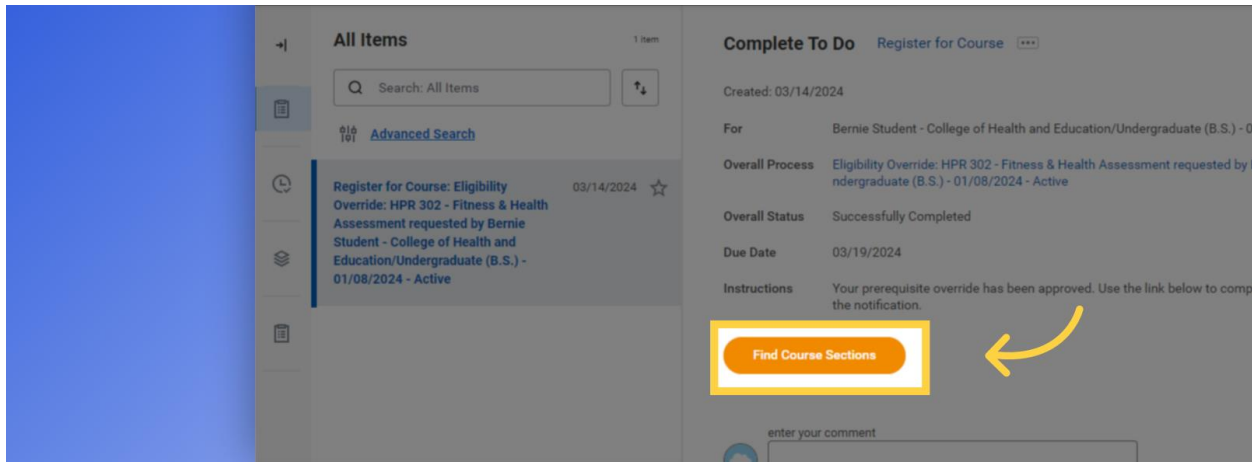 All Items
1 item
Search: All Items
Advanced Search
Register for Course: Eligibility
Override: HPR 302 - Fitness & Health
Assessment requested by Bernie
Student - College of Health and
Education/Undergraduate (B.S.) -
01/08/2024 - Active
03/14/2024
Complete To Do Register for Course
Created: 03/14/2024
For Bernie Student - College of Health and Education/Undergraduate (B.S.) - 0
Overall Process Eligibility Override: HPR 302 - Fitness & Health Assessment requested by
ndergraduate (B.S.) - 01/08/2024 - Active
Overall Status Successfully Completed
Due Date 03/19/2024
Instructions Your prerequisite override has been approved. Use the link below to comp
the notification.
Find Course Sections
enter your comment